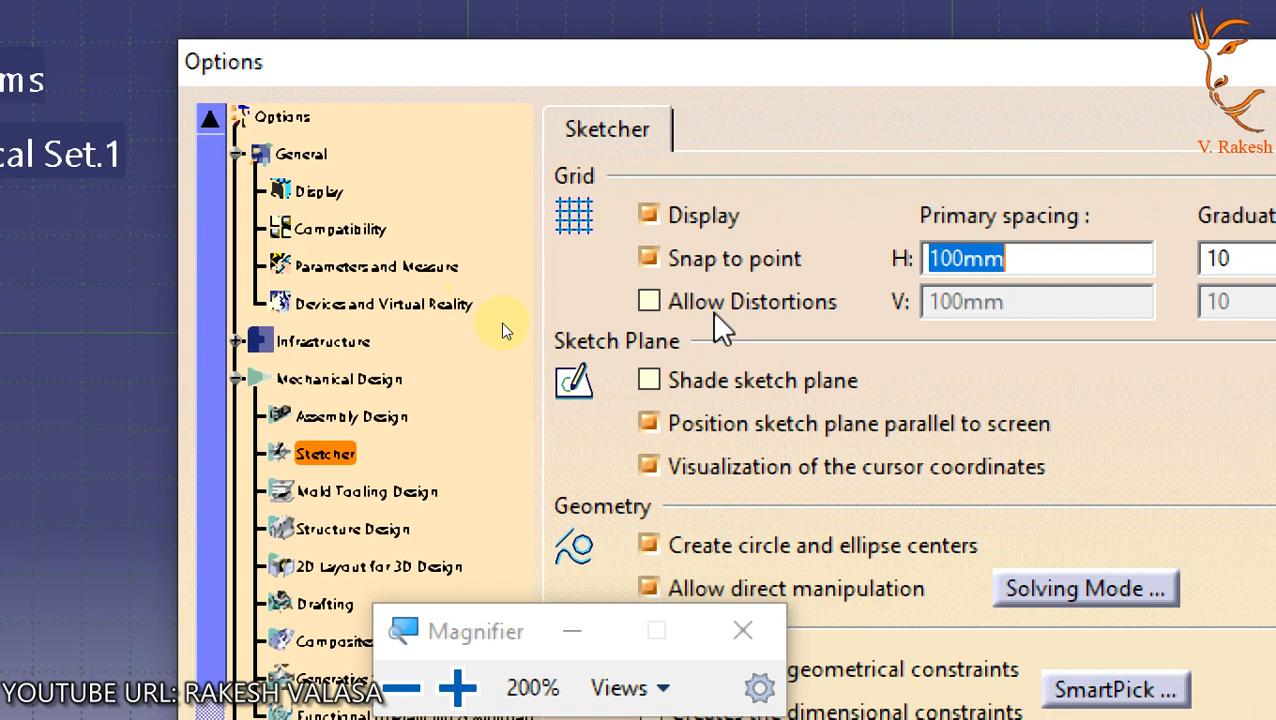 ms
cal Set.1
Options
Options
General
Display
Compatibility
Parameters and Measure
Devices and Virtual Reality
Infrastructure
Mechanical Design
Assembly Design
Sketcher
Mold Tooling Design
Structure Design
2D Layout for 3D Design
Drafting
Composites
Sketcher
Grid
Display
Snap to point
Allow Distortions
Primary spacing :
Graduat
H: 100mm
10
V: 100mm
10
Sketch Plane
Shade sketch plane
Position sketch plane parallel to screen
Visualization of the cursor coordinates
Geometry
Create circle and ellipse centers
Allow direct manipulation
Solving Mode ...
geometrical constraints
SmartPick ...
dimensional constraints
Magnifier
200%
Views
V. Rakesh
YOUTUBE URL: RAKESH VALASA